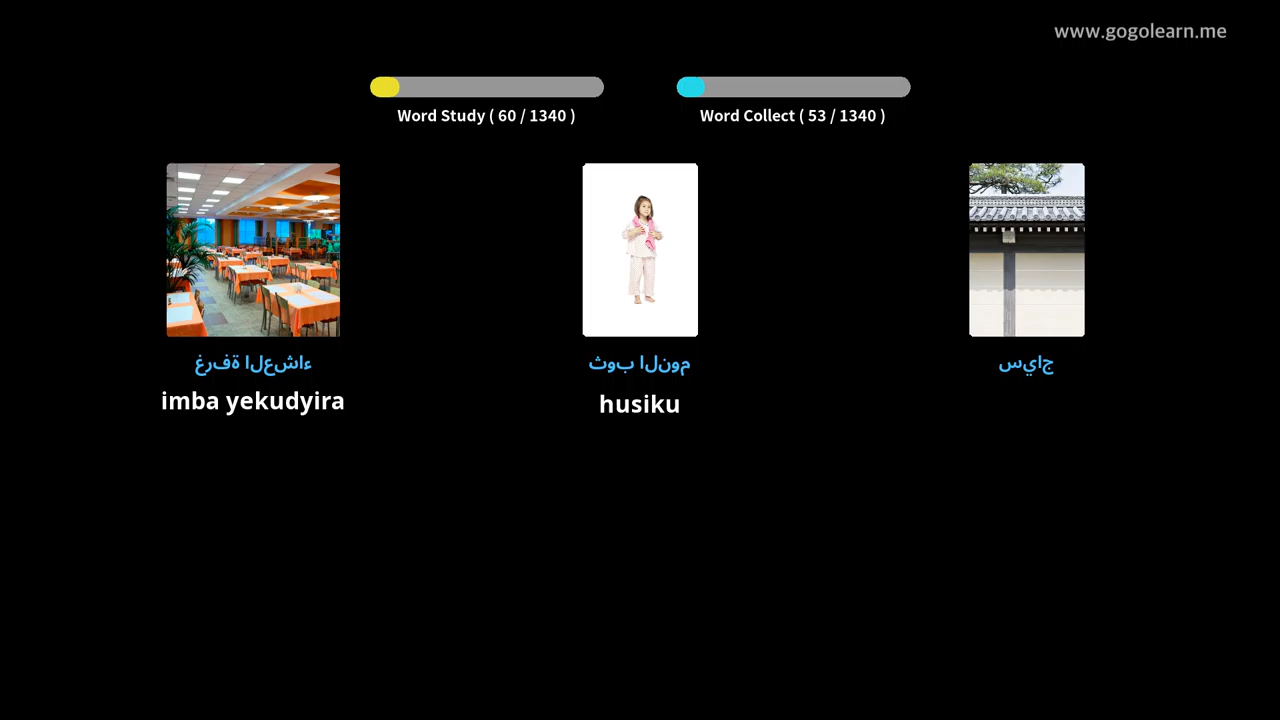 www.gogolearn.me
Word Study ( 60 / 1340 )
Word Collect ( 53 / 1340 )
غرفة العشاء
imba yekudyira
ثوب النوم
husiku
سياج